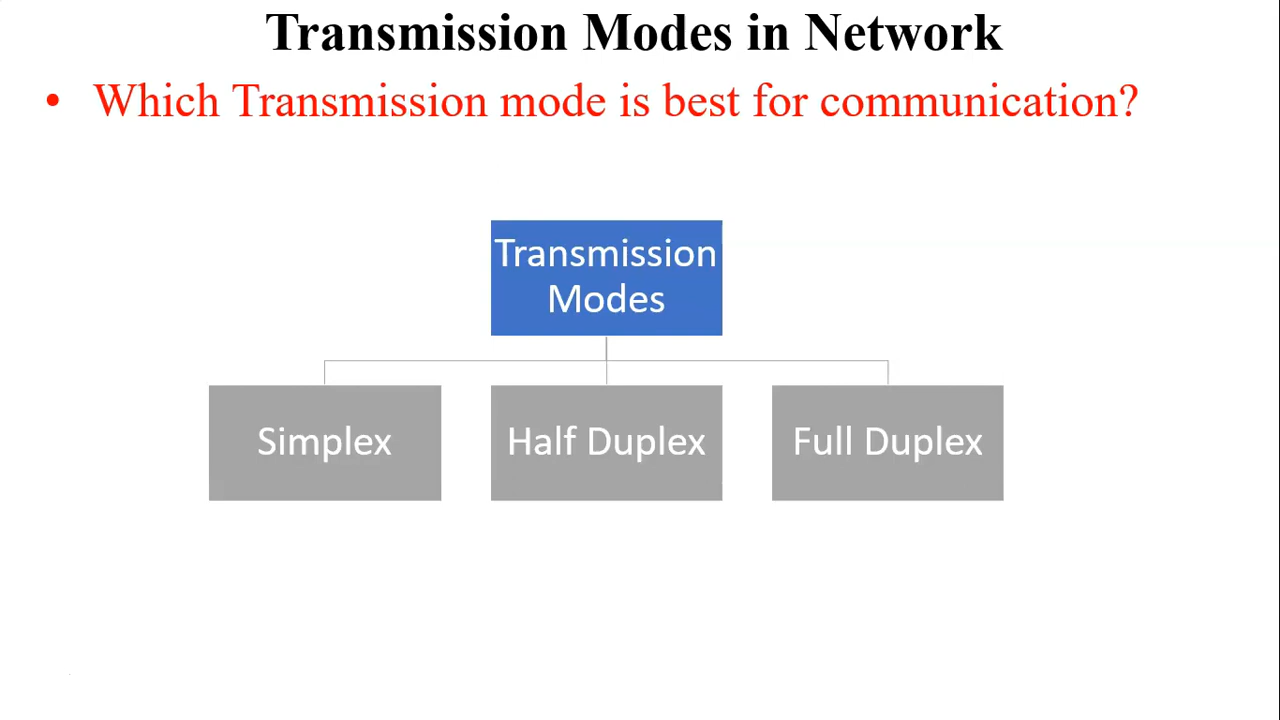 Transmission Modes in Network
• Which Transmission mode is best for communication?
Transmission
Modes
Simplex
Half Duplex
Full Duplex